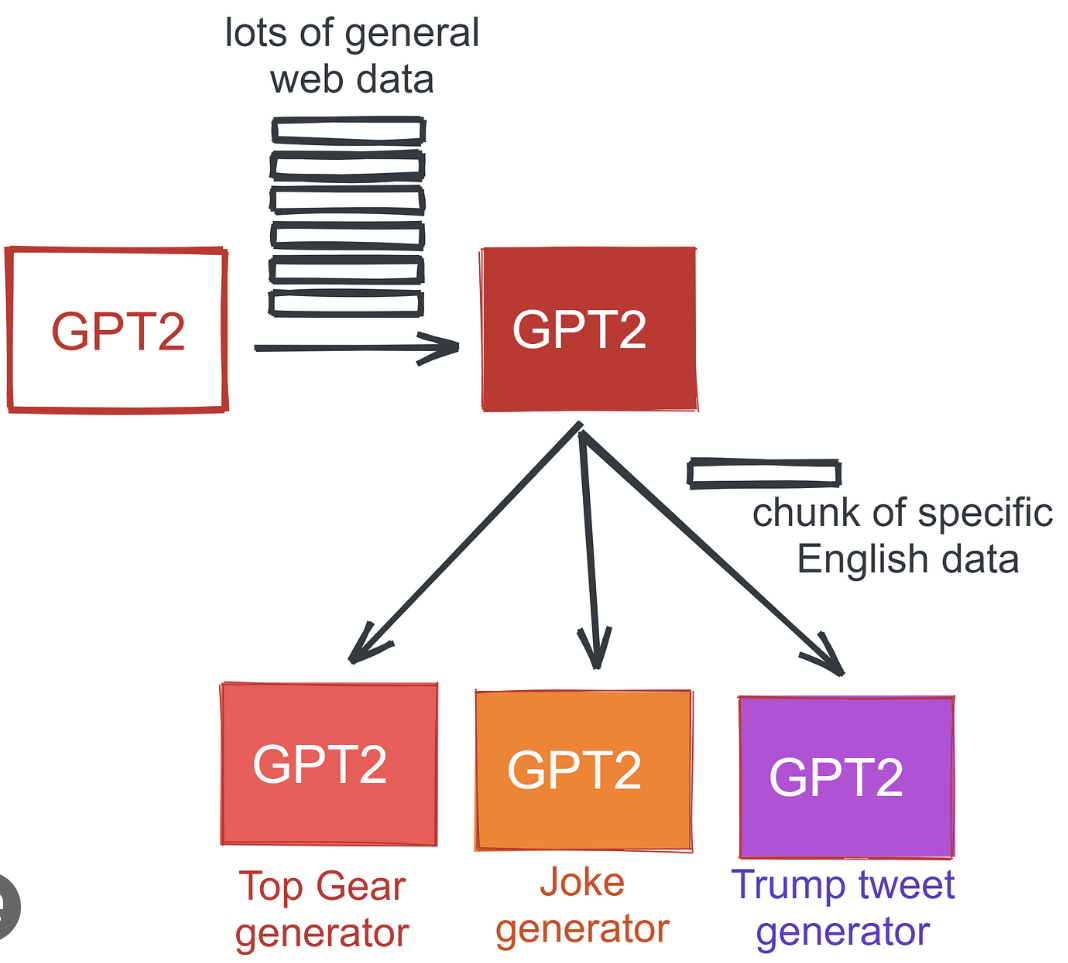 lots of general
web data
GPT2
GPT2
chunk of specific
English data
GPT2
GPT2
GPT2
Top Gear
generator
Joke
generator
Trump tweet
generator